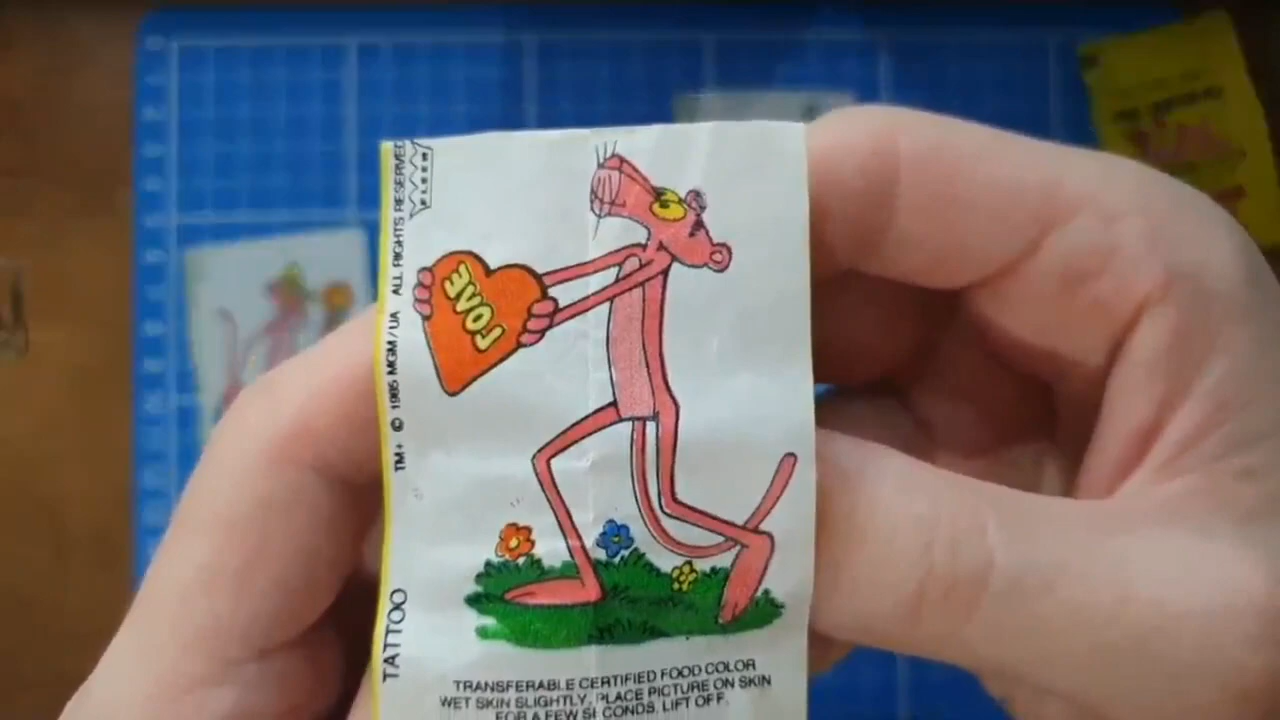 FLEER
ALL RIGHTS RESERVED
TM+ © 1985 MGM/UA
TATTOO
LOVE
TRANSFERABLE CERTIFIED FOOD COLOR
WET SKIN SLIGHTLY, PLACE PICTURE ON SKIN
FOR A FEW SECONDS. LIFT OFF.